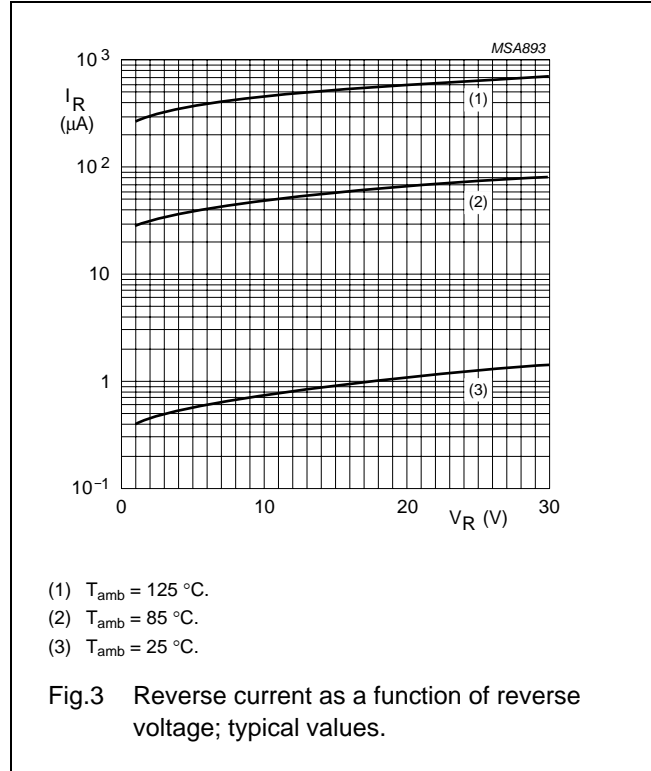 MSA893
10³
I_R
(μA)
(1)
10²
(2)
10
1
(3)
10⁻¹
0
10
20
V_R (V)
30
(1) T_amb = 125 °C.
(2) T_amb = 85 °C.
(3) T_amb = 25 °C.
Fig.3 Reverse current as a function of reverse
voltage; typical values.